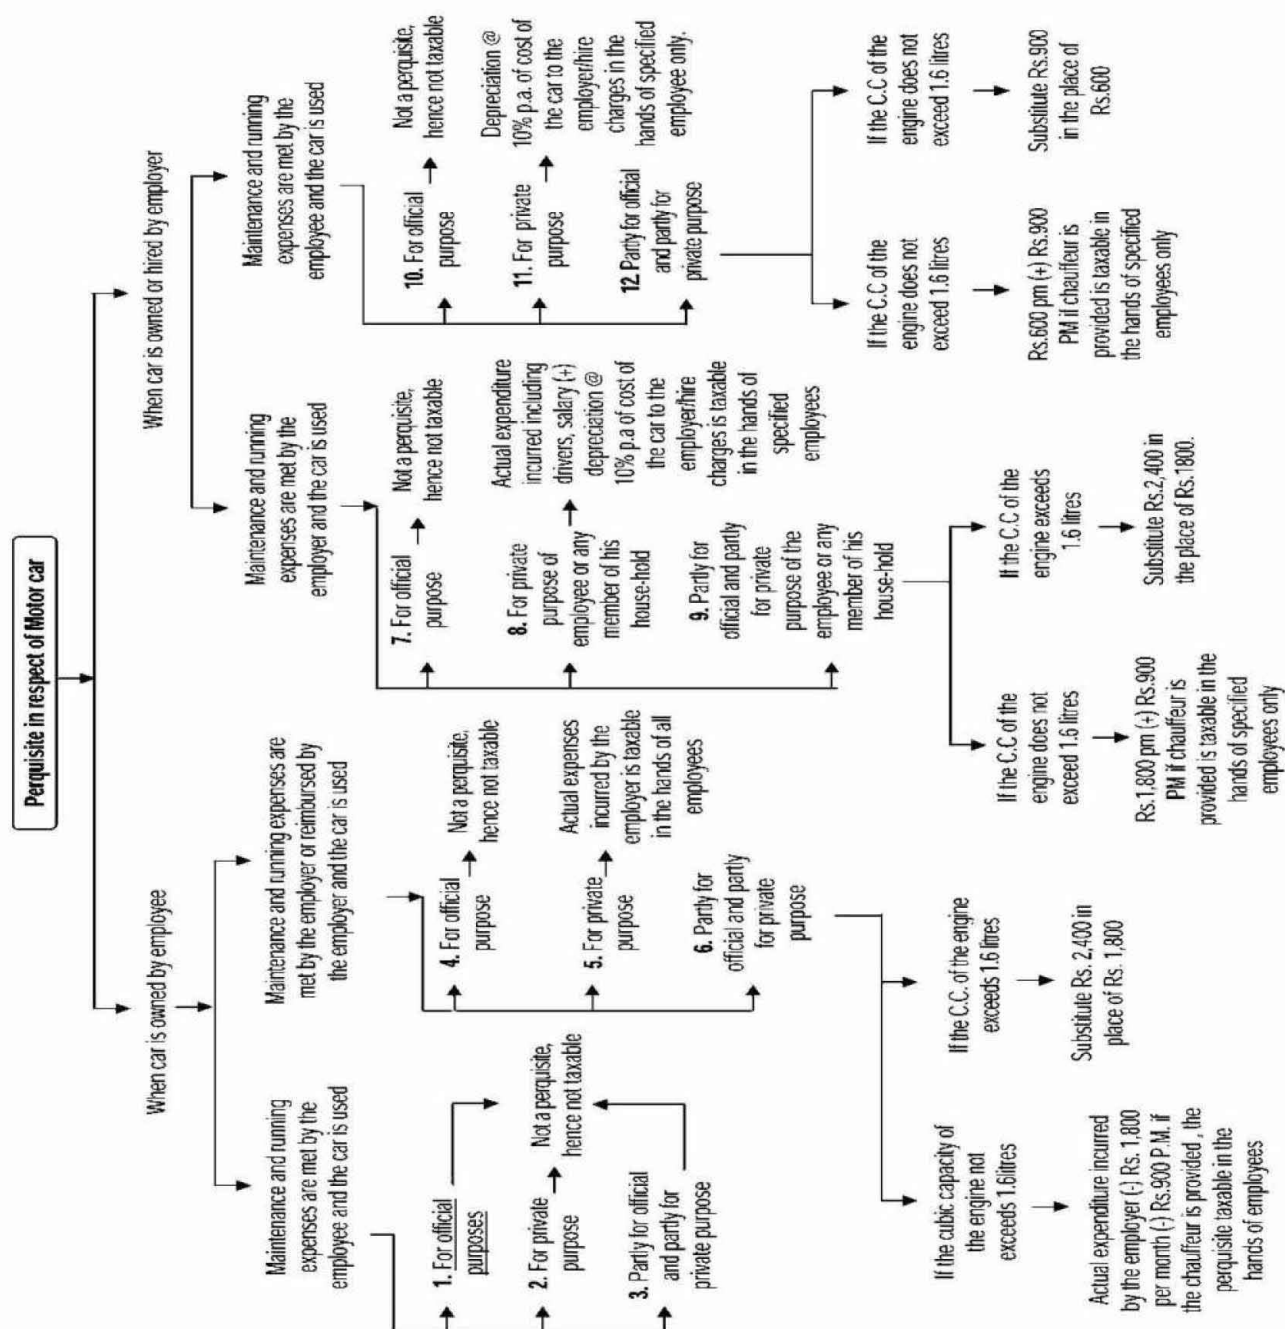 Perquisite in respect of Motor car
When car is owned by employee
Maintenance and running
expenses are met by the
employee and the car is used
1. For official
purposes
2. For private
purpose
3. Partly for official
and partly for
private purpose
Not a perquisite,
hence not taxable
Maintenance and running expenses are
met by the employer or reimbursed by
the employer and the car is used
4. For official
purpose
Not a perquisite,
hence not taxable
5. For private
purpose
Actual expenses
incurred by the
employer is taxable
in the hands of all
employees
6. Partly for
official and partly
for private
purpose
If the cubic capacity of
the engine not
exceeds 1.6litres
Actual expenditure incurred
by the employer (-) Rs. 1,800
per month (-) Rs.900 P.M. if
the chauffeur is provided , the
perquisite taxable in the
hands of employees
If the C.C. of the engine
exceeds 1.6 litres
Substitute Rs. 2,400 in
place of Rs. 1,800
When car is owned or hired by employer
Maintenance and running
expenses are met by the
employer and the car is used
7. For official
purpose
Not a perquisite,
hence not taxable
8. For private
purpose of
employee or any
member of his
house-hold
Actual expenditure
incurred including
drivers, salary (+)
depreciation @
10% p.a of cost of
the car to the
employer/hire
charges is taxable
in the hands of
specified
employees
9. Partly for
official and partly
for private
purpose of the
employee or any
member of his
house-hold
If the C.C of the
engine does not
exceed 1.6 litres
Rs.1,800 pm (+) Rs.900
PM if chauffeur is
provided is taxable in the
hands of specified
employees only
If the C.C of the
engine exceeds
1.6 litres
Substitute Rs.2,400 in
the place of Rs.1800.
Maintenance and running
expenses are met by the
employee and the car is used
10. For official
purpose
Not a perquisite,
hence not taxable
11. For private
purpose
Depreciation @
10% p.a. of cost of
the car to the
employer/hire
charges in the
hands of specified
employee only.
12. Partly for official
and partly for
private purpose
If the C.C of the
engine does not
exceed 1.6 litres
Rs.600 pm (+) Rs.900
PM if chauffeur is
provided is taxable in
the hands of specified
employees only
If the C.C of the
engine does not
exceed 1.6 litres
Substitute Rs.900
in the place of
Rs.600